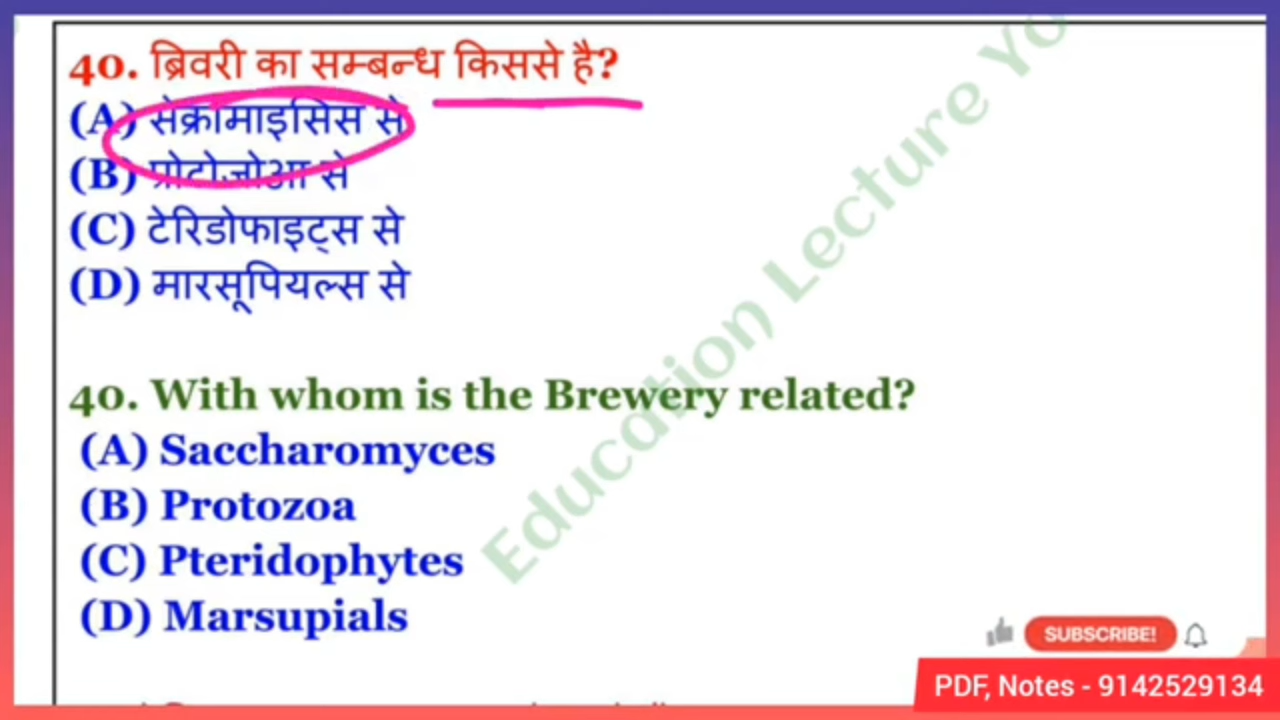 40. ब्रिवरी का सम्बन्ध किससे है?
(A) सेक्रामाइसिस से
(B) प्रोटोजोआ से
(C) टेरिडोफाइट्स से
(D) मारसूपियल्स से
40. With whom is the Brewery related?
(A) Saccharomyces
(B) Protozoa
(C) Pteridophytes
(D) Marsupials
Education Lecture Yo
SUBSCRIBE!
PDF, Notes - 9142529134